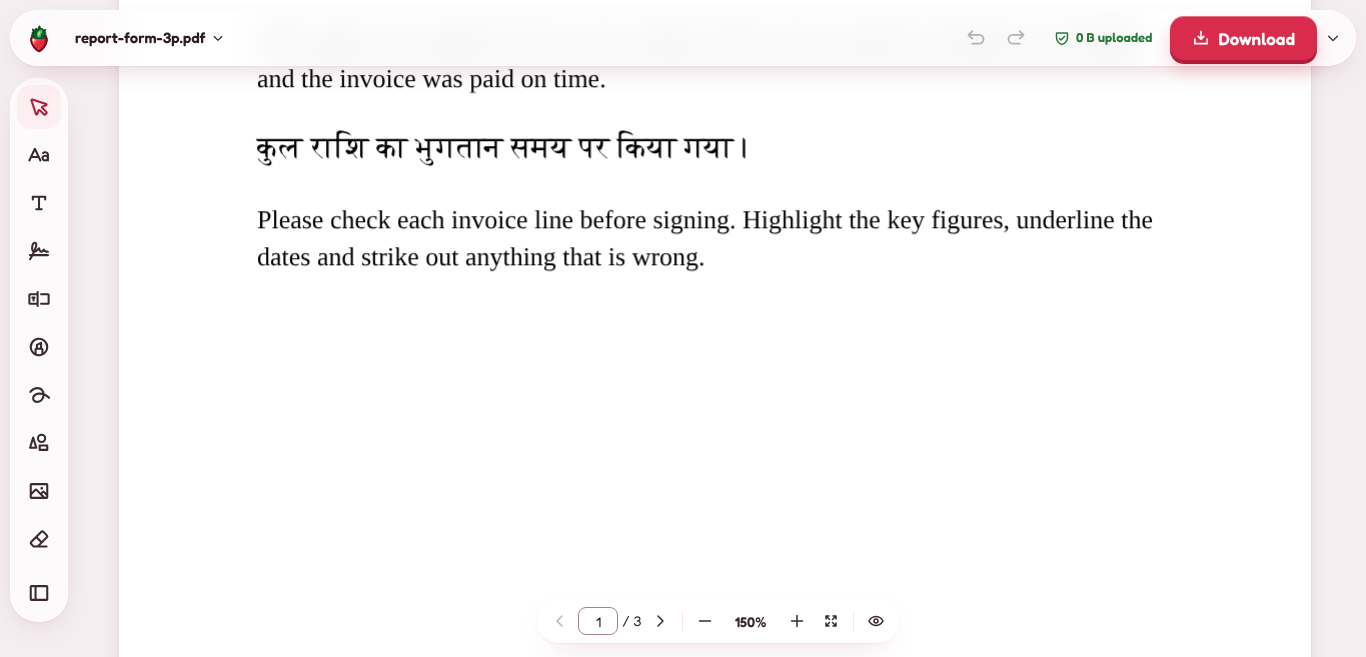 report-form-3p.pdf
0 B uploaded
Download
Aa
T
and the invoice was paid on time.
कुल राशि का भुगतान समय पर किया गया।
Please check each invoice line before signing. Highlight the key figures, underline the
dates and strike out anything that is wrong.
1 / 3
150%